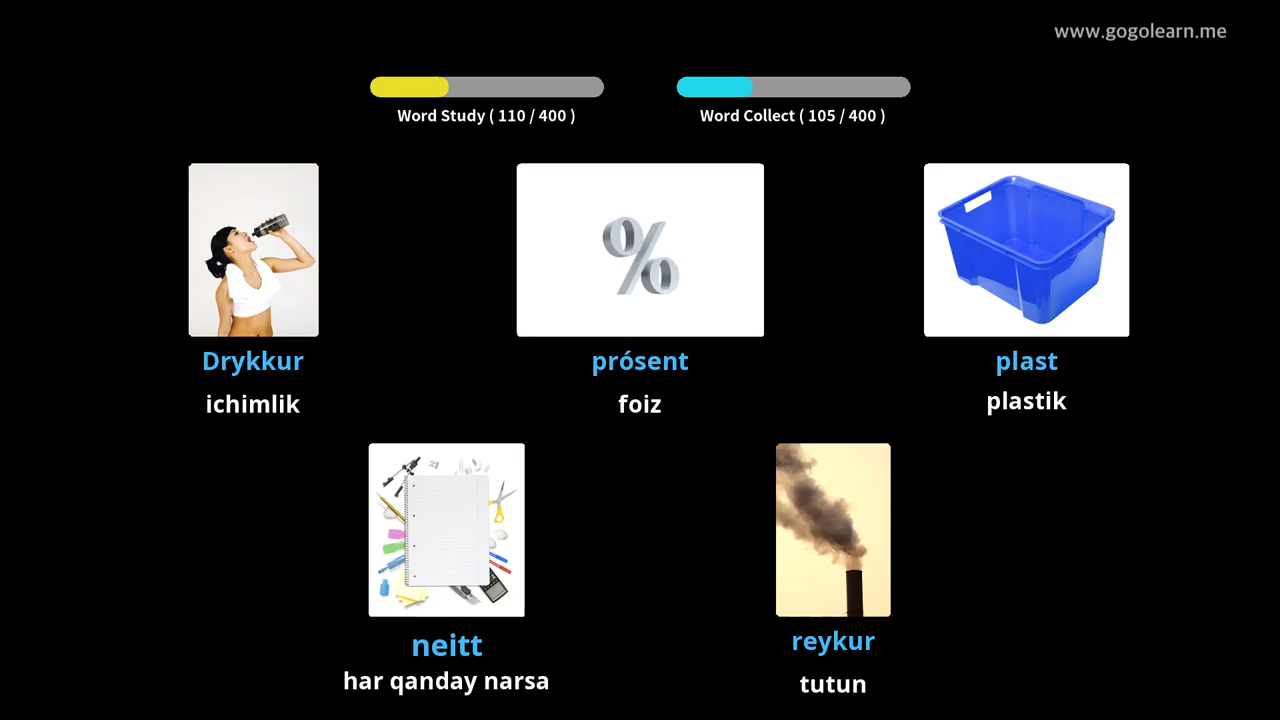 www.gogolearn.me
Word Study ( 110 / 400 )
Word Collect ( 105 / 400 )
Drykkur
ichimlik
prósent
foiz
plast
plastik
neitt
har qanday narsa
reykur
tutun